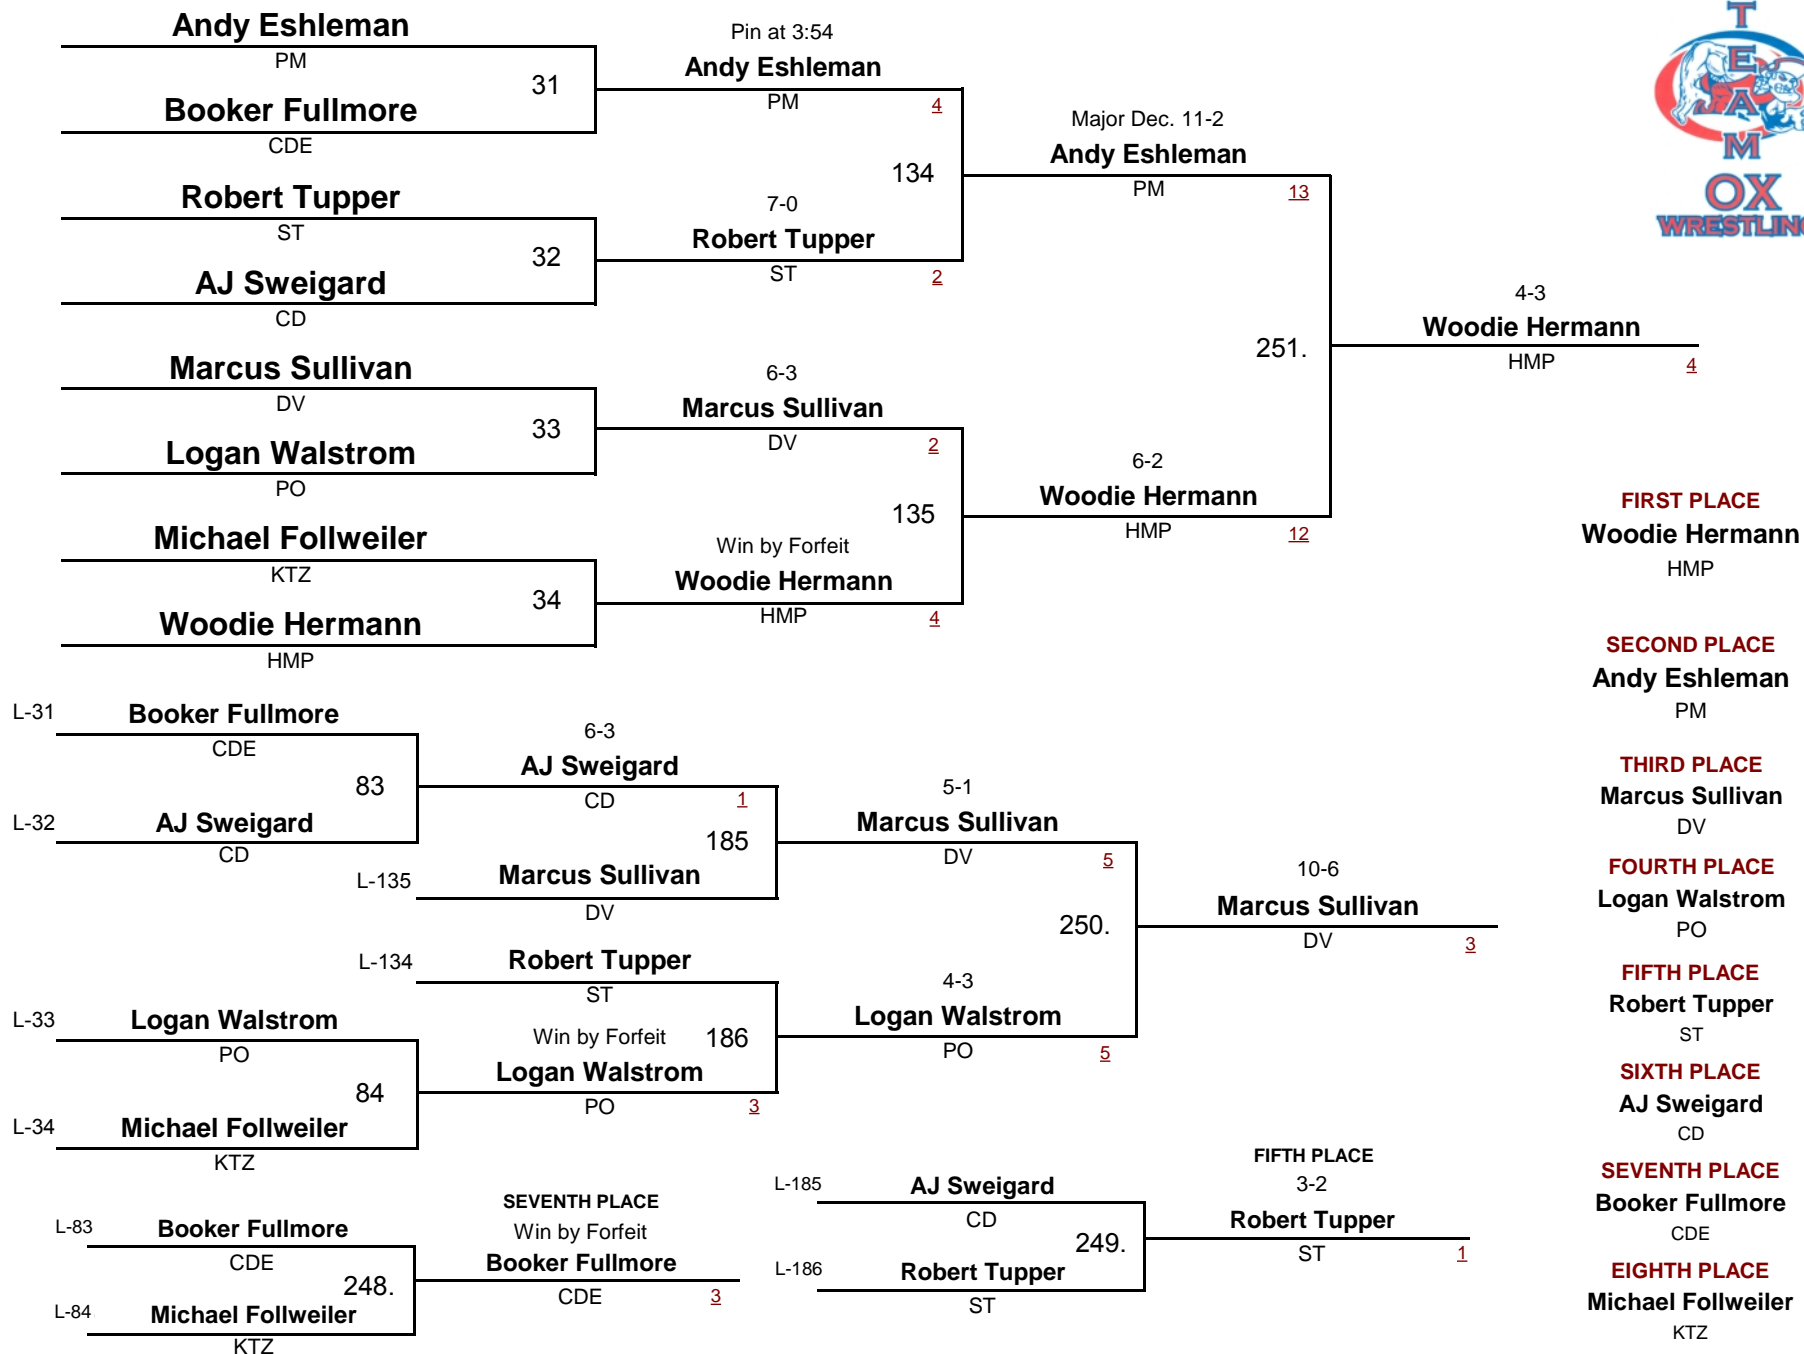 Andy Eshleman
PM
31
Booker Fullmore
CDE
Robert Tupper
ST
32
AJ Sweigard
CD
Marcus Sullivan
DV
33
Logan Walstrom
PO
Michael Follweiler
KTZ
34
Woodie Hermann
HMP
Pin at 3:54
Andy Eshleman
PM
4
134
7-0
Robert Tupper
ST
2
6-3
Marcus Sullivan
DV
2
135
Win by Forfeit
Woodie Hermann
HMP
4
Major Dec. 11-2
Andy Eshleman
PM
13
251.
6-2
Woodie Hermann
HMP
12
4-3
Woodie Hermann
HMP
4
TEAM
OX
WRESTLING
L-31
Booker Fullmore
CDE
83
L-32
AJ Sweigard
CD
6-3
AJ Sweigard
CD
1
185
L-135
Marcus Sullivan
DV
L-134
Robert Tupper
ST
186
L-33
Logan Walstrom
PO
84
L-34
Michael Follweiler
KTZ
Win by Forfeit
Logan Walstrom
PO
3
5-1
Marcus Sullivan
DV
5
250.
4-3
Logan Walstrom
PO
5
10-6
Marcus Sullivan
DV
3
L-83
Booker Fullmore
CDE
248.
L-84
Michael Follweiler
KTZ
SEVENTH PLACE
Win by Forfeit
Booker Fullmore
CDE
3
L-185
AJ Sweigard
CD
249.
L-186
Robert Tupper
ST
FIFTH PLACE
3-2
Robert Tupper
ST
1
FIRST PLACE
Woodie Hermann
HMP
SECOND PLACE
Andy Eshleman
PM
THIRD PLACE
Marcus Sullivan
DV
FOURTH PLACE
Logan Walstrom
PO
FIFTH PLACE
Robert Tupper
ST
SIXTH PLACE
AJ Sweigard
CD
SEVENTH PLACE
Booker Fullmore
CDE
EIGHTH PLACE
Michael Follweiler
KTZ